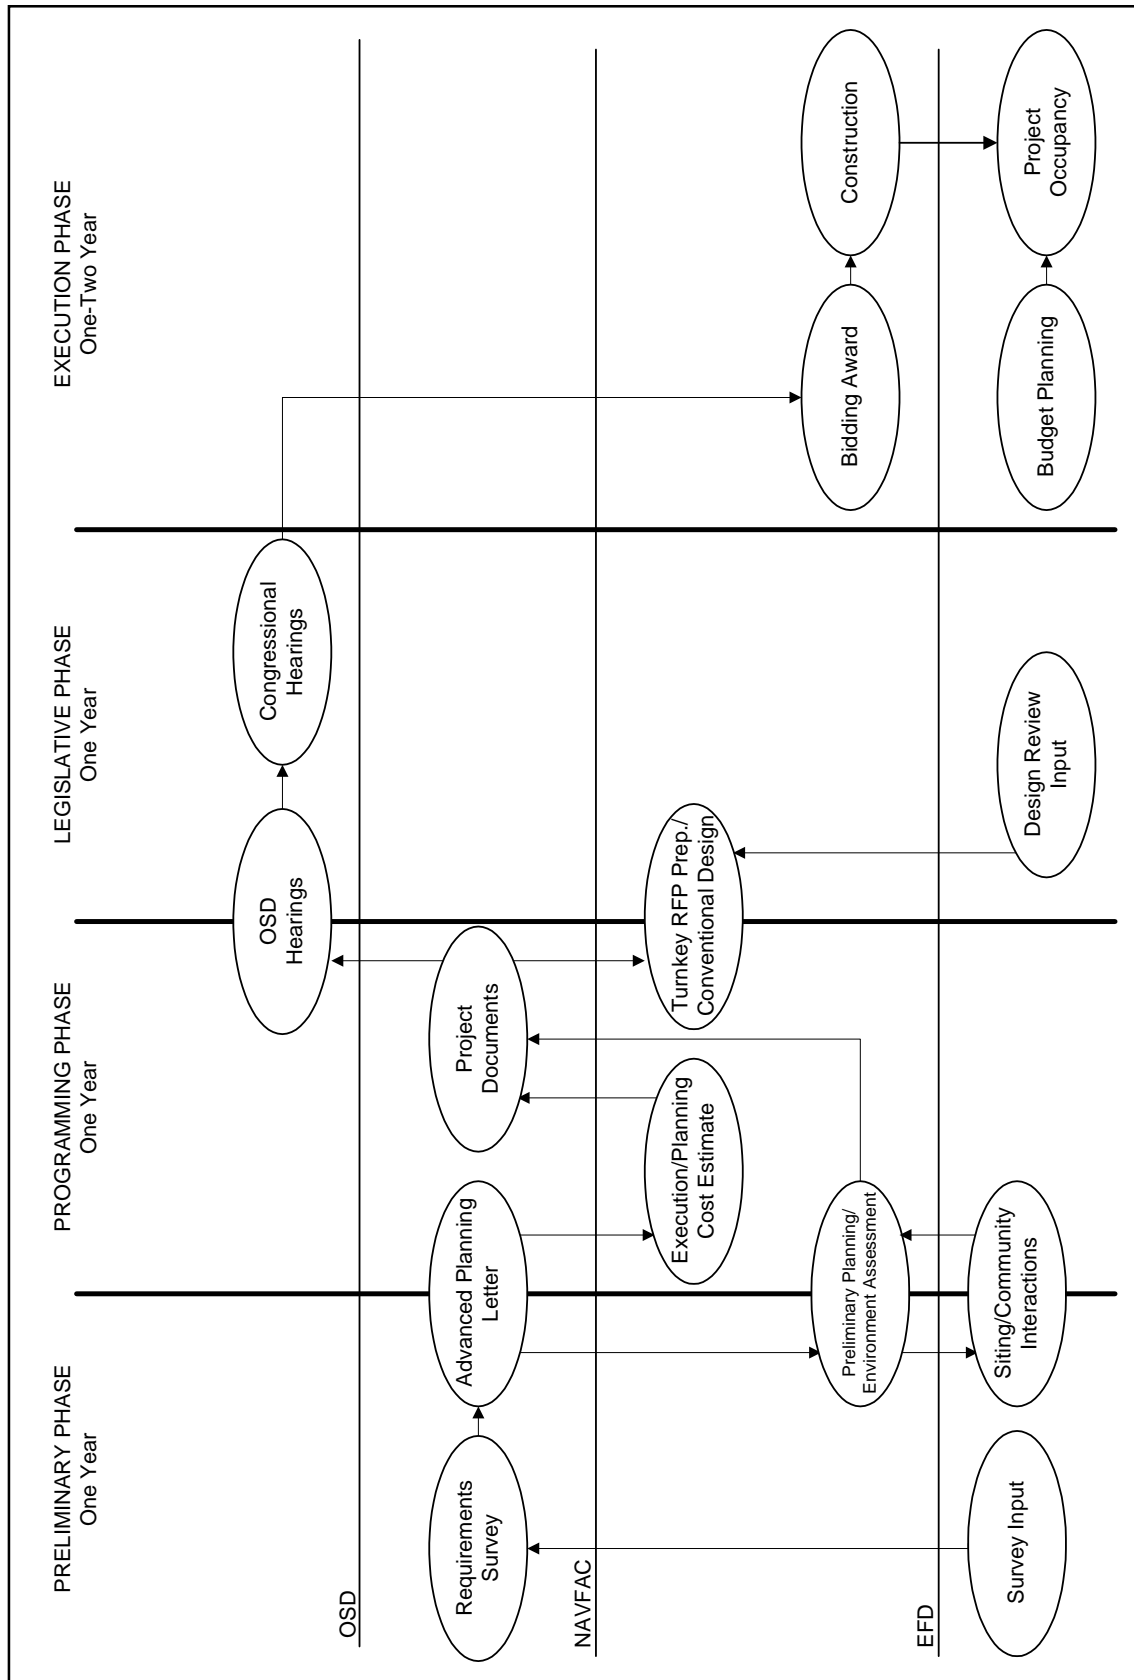 PRELIMINARY PHASE
One Year
PROGRAMMING PHASE
One Year
LEGISLATIVE PHASE
One Year
EXECUTION PHASE
One-Two Year
OSD
Hearings
Congressional
Hearings
OSD
Requirements
Survey
Advanced Planning
Letter
Project
Documents
NAVFAC
Execution/Planning
Cost Estimate
Turnkey RFP Prep./
Conventional Design
Preliminary Planning/
Environment Assessment
Bidding Award
Construction
EFD
Survey Input
Siting/Community
Interactions
Design Review
Input
Budget Planning
Project
Occupancy